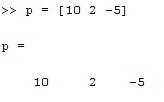 >> p = [10 2 -5]
p =
10 2 -5